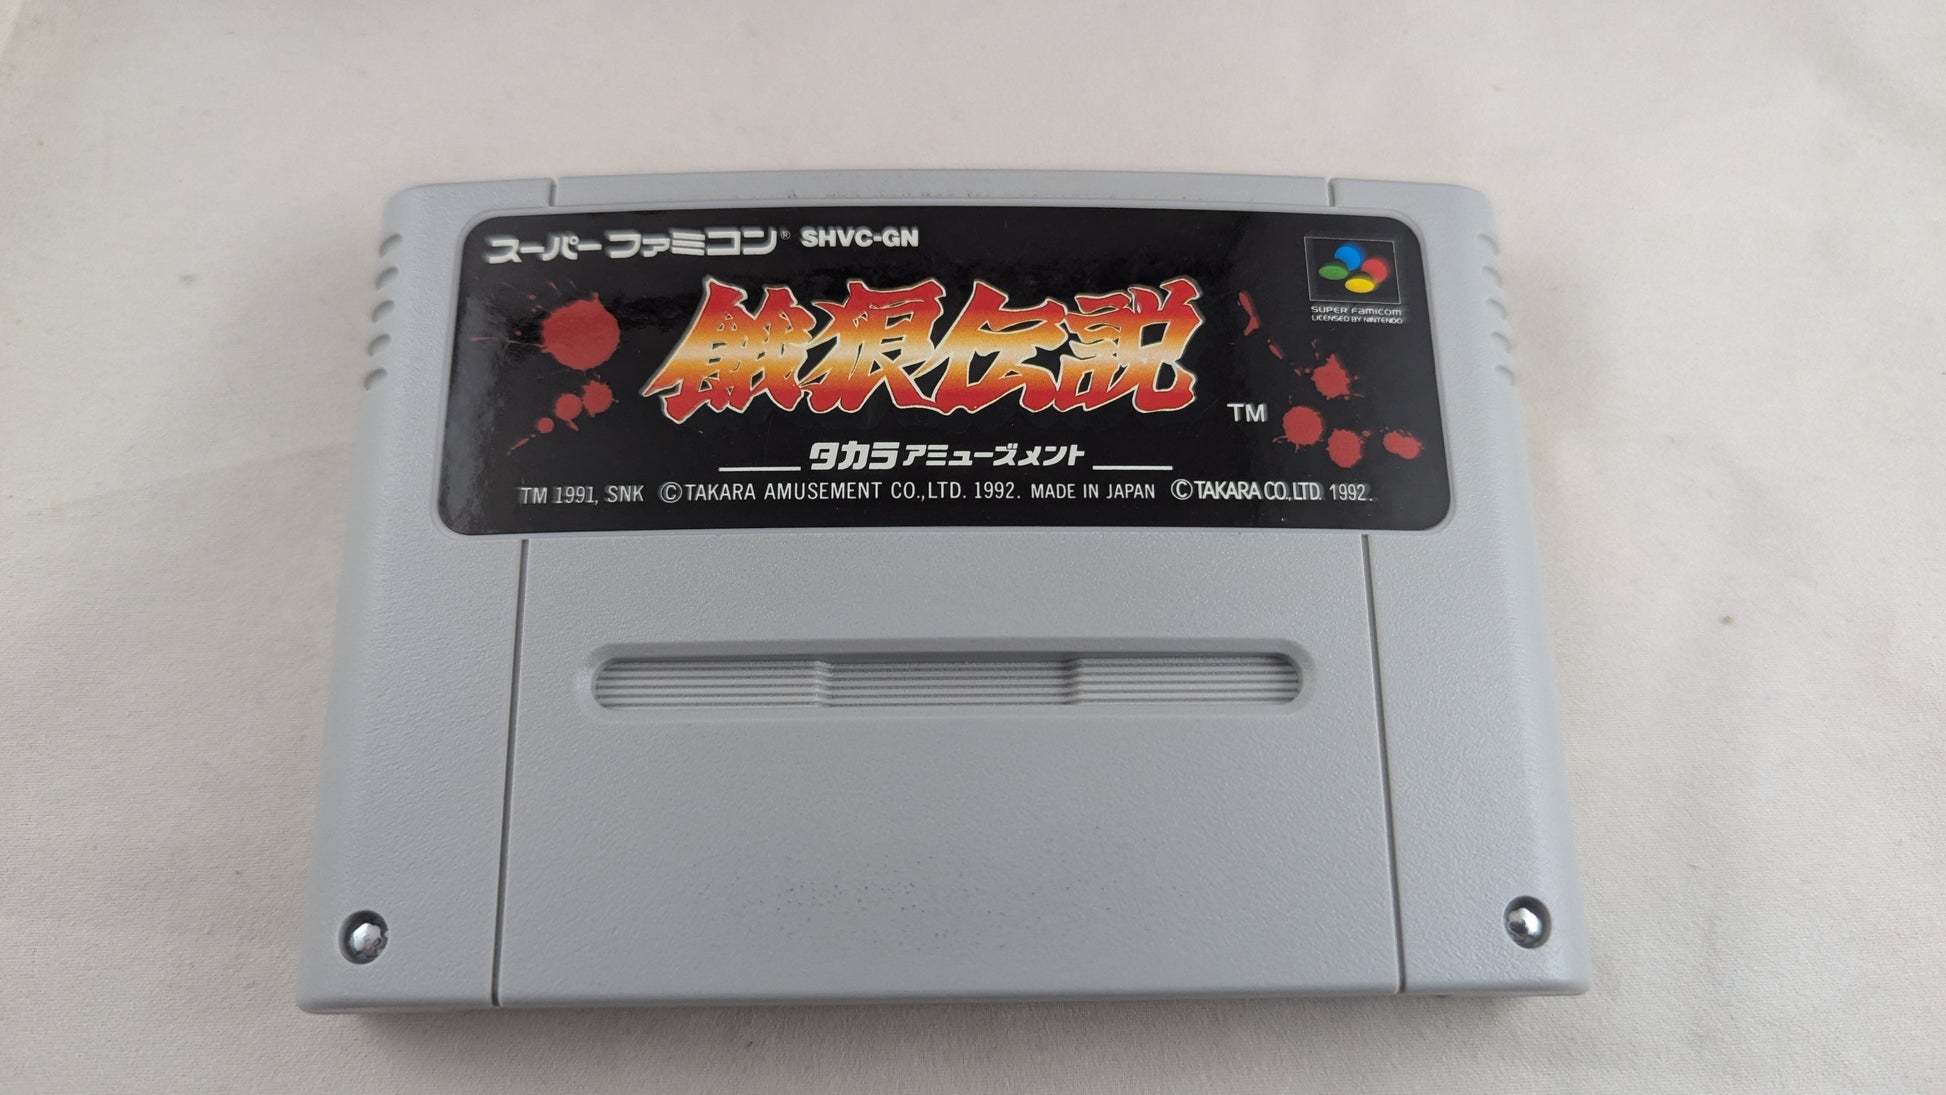 スーパーファミコン® SHVC-GN
SUPER FAMICOM
LICENSED BY NINTENDO
餓狼伝説
TM
タカラアミューズメント
TM 1991, SNK ©TAKARA AMUSEMENT CO.,LTD. 1992. MADE IN JAPAN ©TAKARA CO.,LTD. 1992.